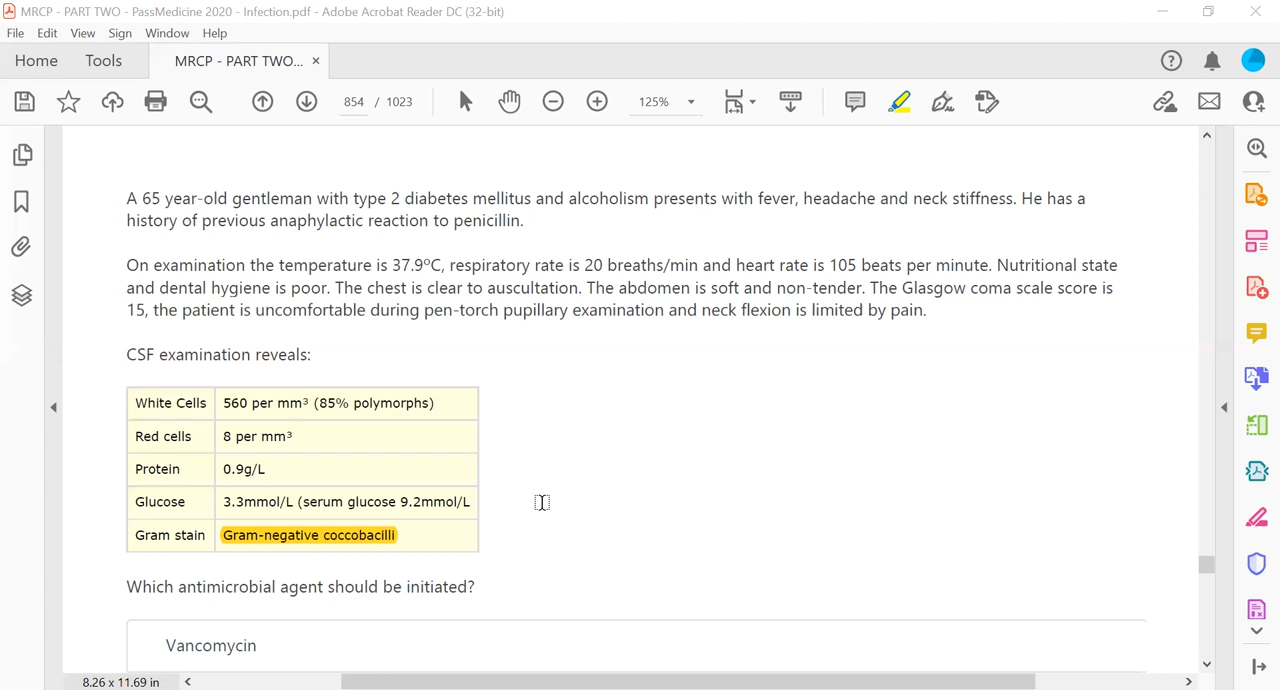 MRCP - PART TWO - PassMedicine 2020 - Infection.pdf - Adobe Acrobat Reader DC (32-bit)
File Edit View Sign Window Help
Home Tools MRCP - PART TWO... ×
854 / 1023 125%
A 65 year-old gentleman with type 2 diabetes mellitus and alcoholism presents with fever, headache and neck stiffness. He has a
history of previous anaphylactic reaction to penicillin.
On examination the temperature is 37.9ºC, respiratory rate is 20 breaths/min and heart rate is 105 beats per minute. Nutritional state
and dental hygiene is poor. The chest is clear to auscultation. The abdomen is soft and non-tender. The Glasgow coma scale score is
15, the patient is uncomfortable during pen-torch pupillary examination and neck flexion is limited by pain.
CSF examination reveals:
White Cells 560 per mm³ (85% polymorphs)
Red cells 8 per mm³
Protein 0.9g/L
Glucose 3.3mmol/L (serum glucose 9.2mmol/L
Gram stain Gram-negative coccobacilli
Which antimicrobial agent should be initiated?
Vancomycin
8.26 x 11.69 in